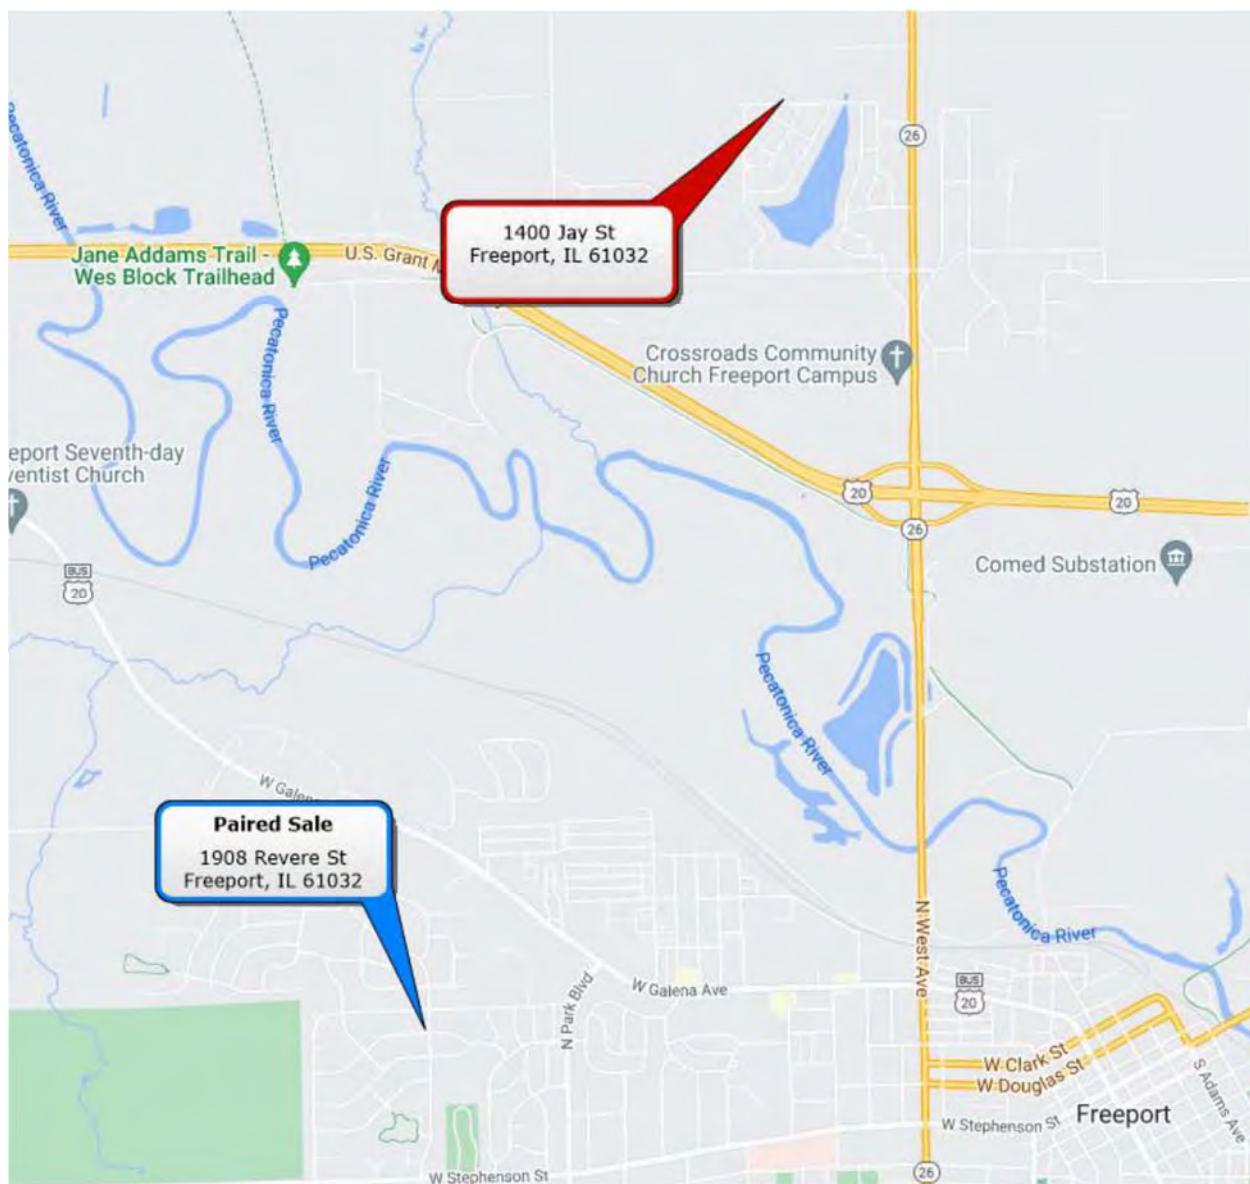 26
Pecatonica River
1400 Jay St
Freeport, IL 61032
Jane Addams Trail -
Wes Block Trailhead
U.S. Grant M
Pecatonica River
Crossroads Community
Church Freeport Campus
eport Seventh-day
ventist Church
Pecatonica River
20
20
26
Comed Substation
BUS
20
Pecatonica River
W Galen
Paired Sale
1908 Revere St
Freeport, IL 61032
Pecatonica River
N West Ave
W Galena Ave
BUS
20
N Park Blvd
W Clark St
W Douglas St
S Adams Ave
Freeport
W Stephenson St
W Stephenson St
26